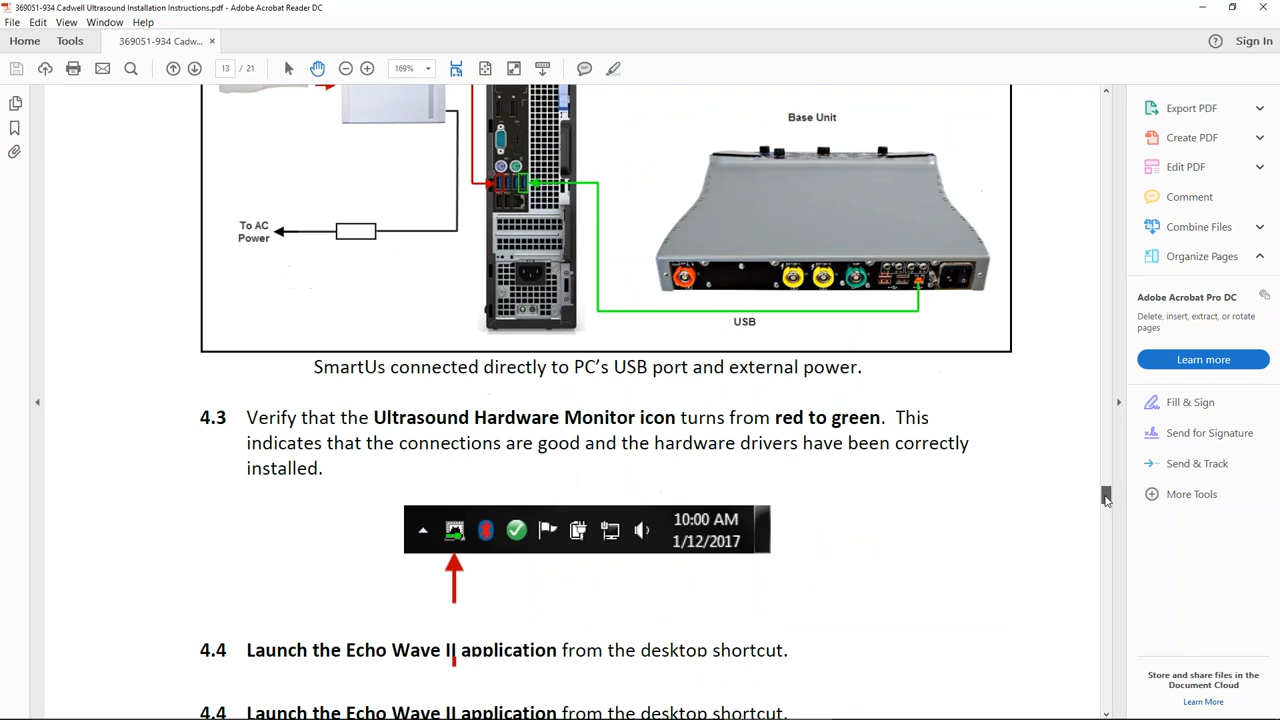 369051-934 Cadwell Ultrasound Installation Instructions.pdf - Adobe Acrobat Reader DC
File Edit View Window Help
Home Tools 369051-934 Cadw... × Sign In
13 / 21 169%
Export PDF
Create PDF
Edit PDF
Comment
Combine Files
Organize Pages
Adobe Acrobat Pro DC
Delete, insert, extract, or rotate
pages
Learn more
Fill & Sign
Send for Signature
Send & Track
More Tools
Store and share files in the
Document Cloud
Learn More
Base Unit
To AC
Power
USB
SmartUs connected directly to PC's USB port and external power.
4.3 Verify that the Ultrasound Hardware Monitor icon turns from red to green. This
indicates that the connections are good and the hardware drivers have been correctly
installed.
10:00 AM
1/12/2017
4.4 Launch the Echo Wave II application from the desktop shortcut.
4.4 Launch the Echo Wave II application from the desktop shortcut.